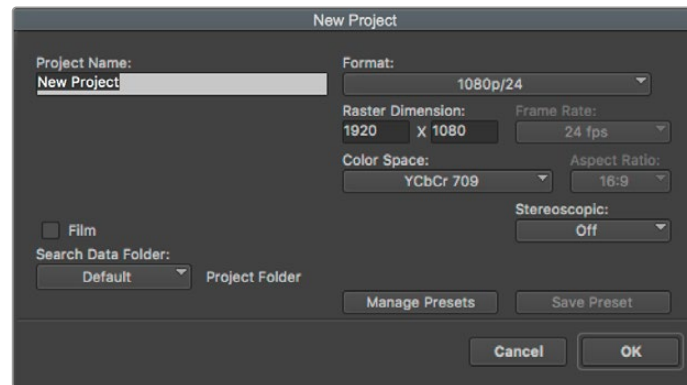 New Project
Project Name:
New Project
Format:
1080p/24
Raster Dimension:
Frame Rate:
1920 X 1080
24 fps
Color Space:
Aspect Ratio:
YCbCr 709
16:9
Stereoscopic:
Off
Film
Search Data Folder:
Default
Project Folder
Manage Presets
Save Preset
Cancel
OK